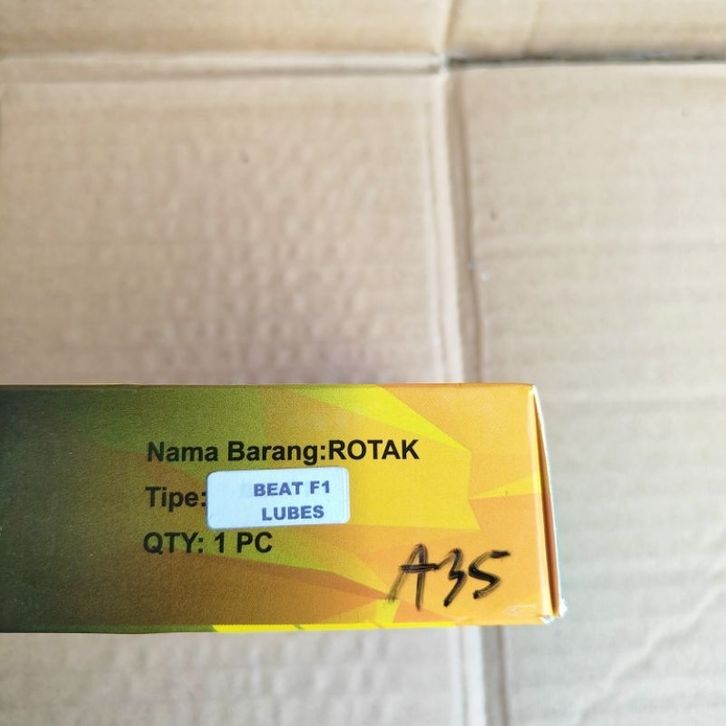 Nama Barang:ROTAK
Tipe: BEAT F1
LUBES
QTY: 1 PC
A35